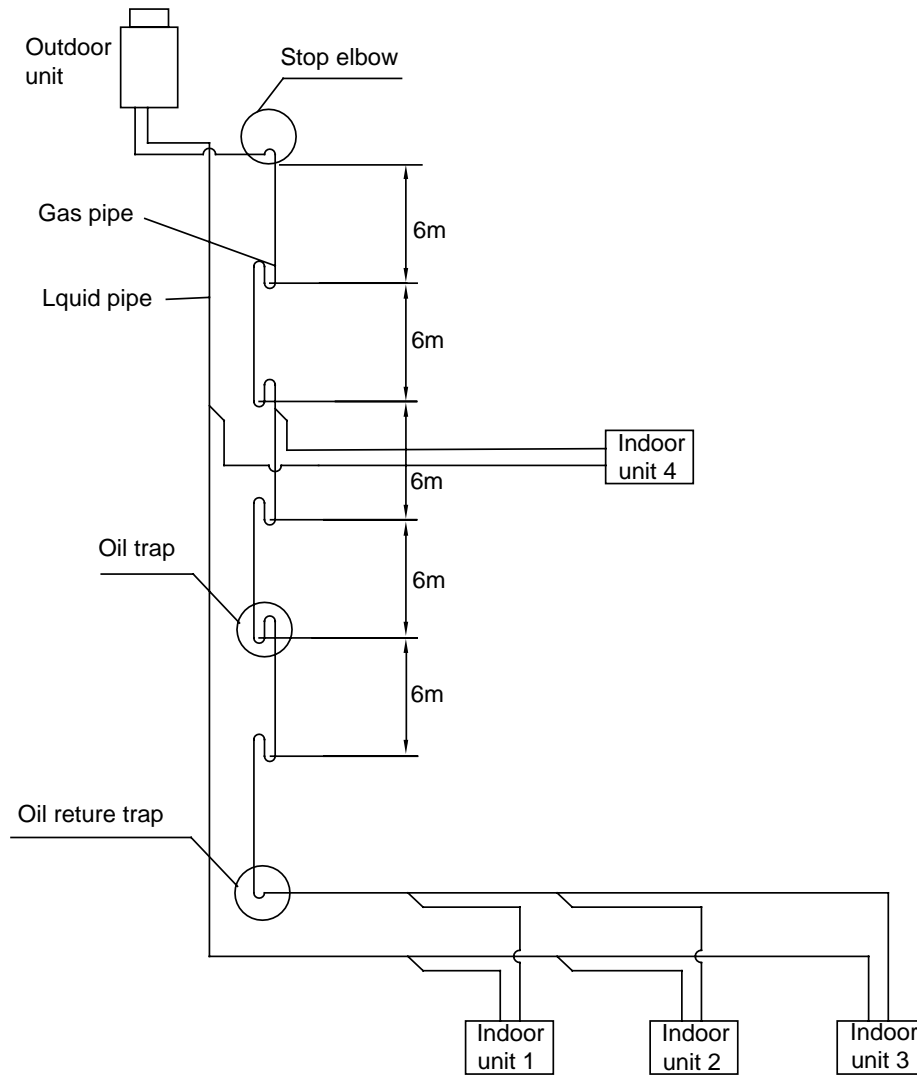 Outdoor
unit
Stop elbow
Gas pipe
6m
Lquid pipe
6m
Indoor
unit 4
6m
Oil trap
6m
6m
Oil reture trap
Indoor
unit 1
Indoor
unit 2
Indoor
unit 3